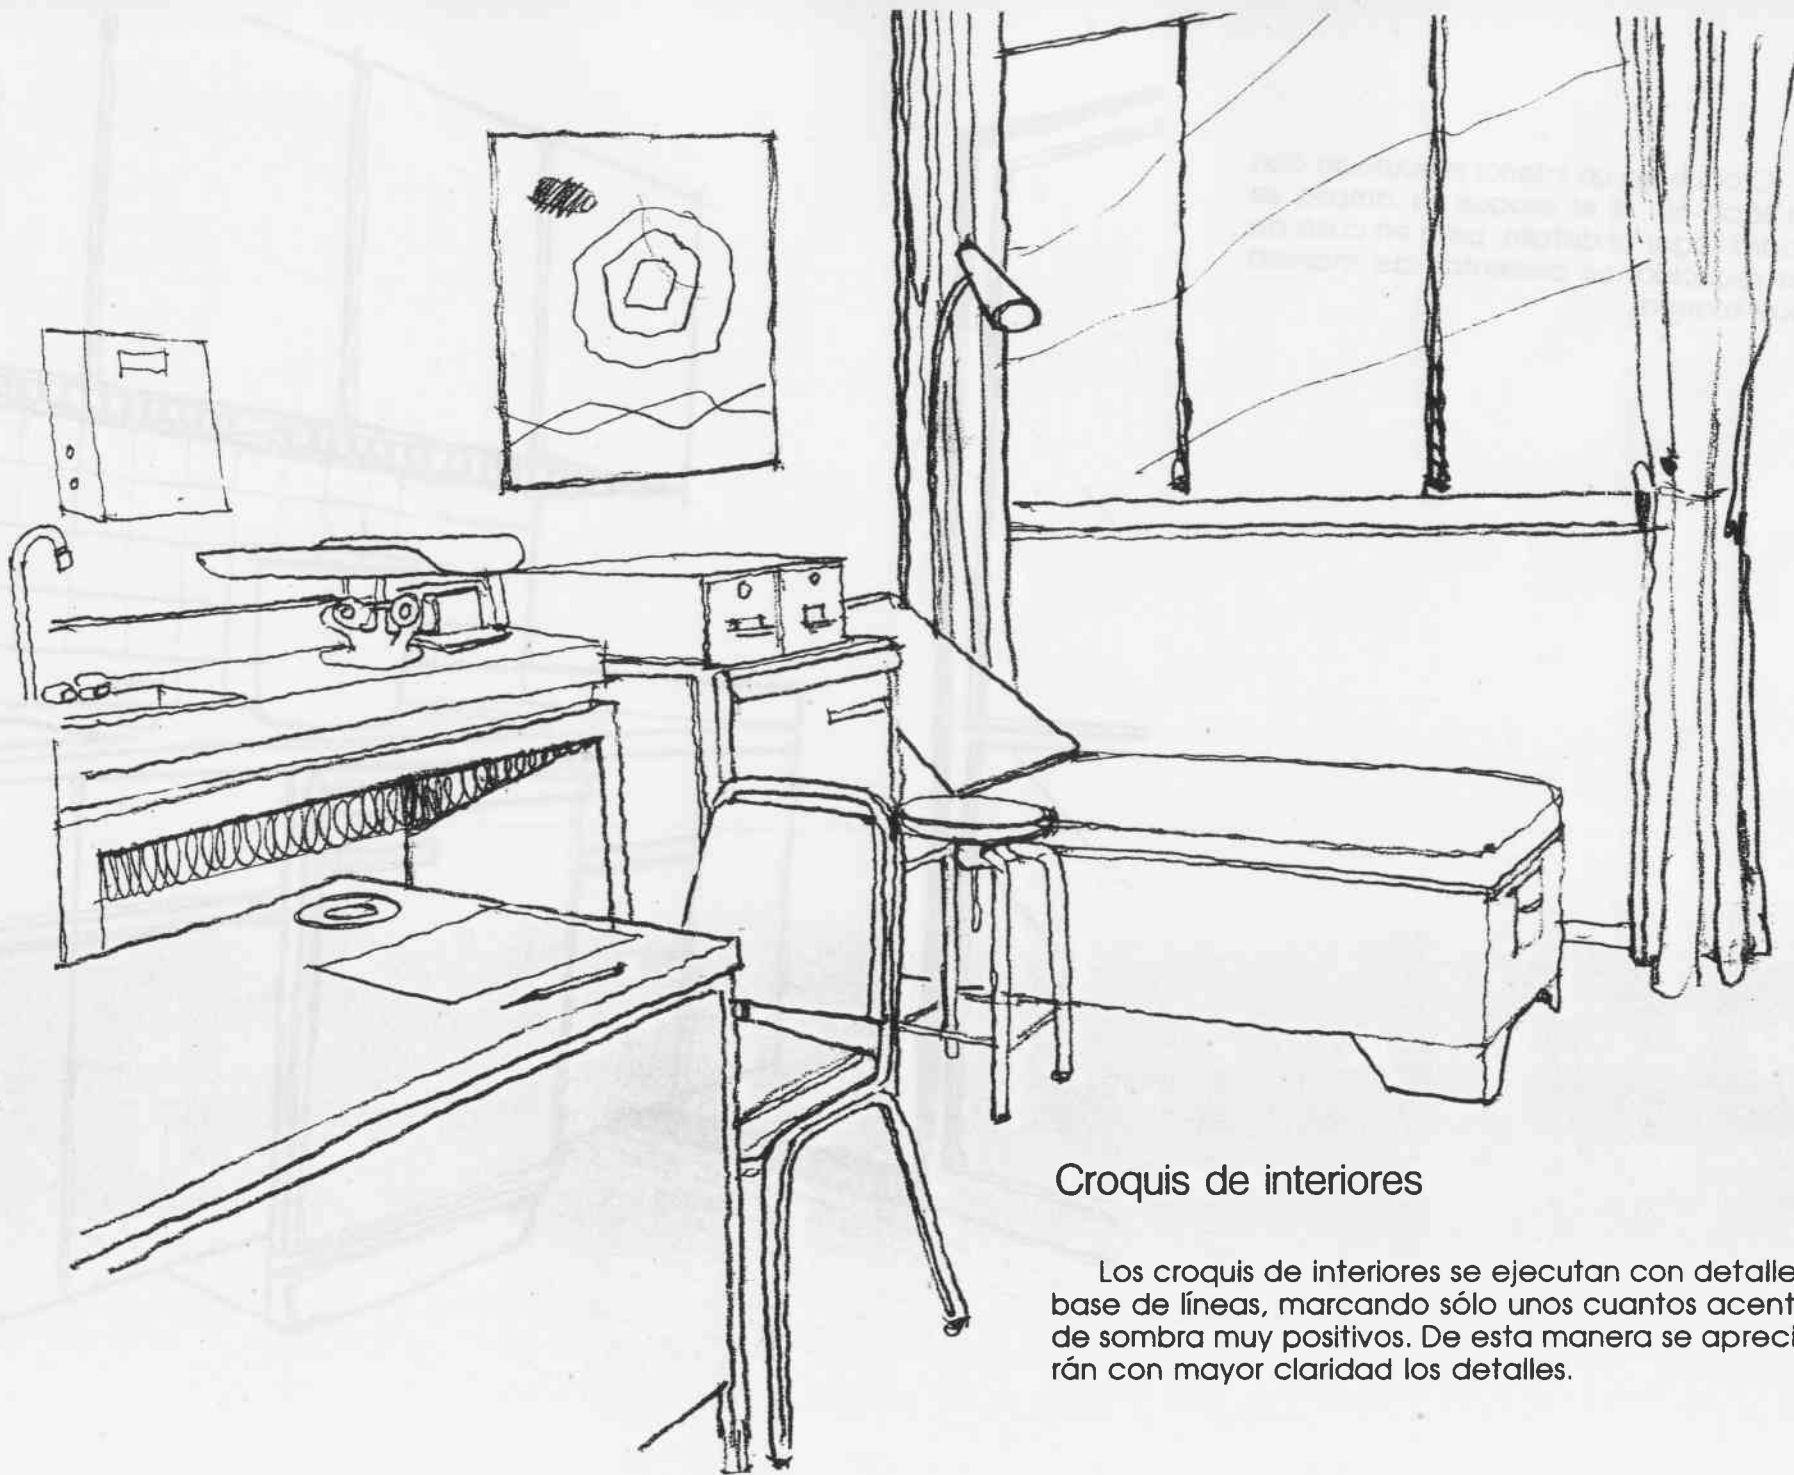 Croquis de interiores
Los croquis de interiores se ejecutan con detalle
base de líneas, marcando sólo unos cuantos acent
de sombra muy positivos. De esta manera se apreci
rán con mayor claridad los detalles.